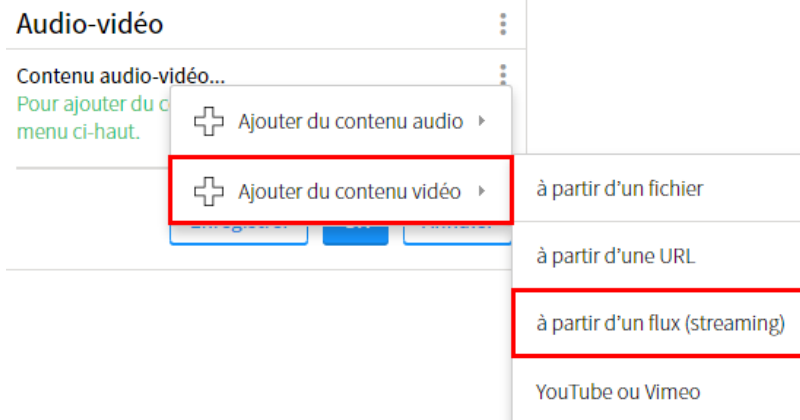 Audio-vidéo
Contenu audio-vidéo...
Pour ajouter du
menu ci-haut.
Ajouter du contenu audio
Ajouter du contenu vidéo
à partir d'un fichier
à partir d'une URL
à partir d'un flux (streaming)
YouTube ou Vimeo